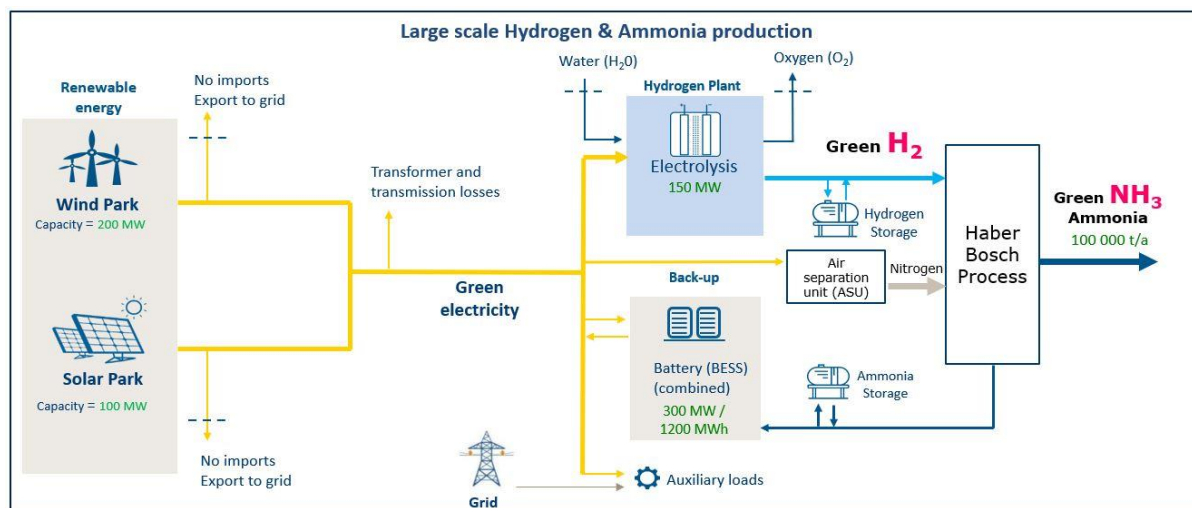 Large scale Hydrogen & Ammonia production
Renewable
energy
No imports
Export to grid
Wind Park
Capacity = 200 MW
Solar Park
Capacity = 100 MW
No imports
Export to grid
Transformer and
transmission losses
Green
electricity
Water (H20)
Oxygen (O2)
Hydrogen Plant
Electrolysis
150 MW
Green H2
Hydrogen
Storage
Air
separation
unit (ASU)
Nitrogen
Haber
Bosch
Process
Green NH3
Ammonia
100 000 t/a
Back-up
Battery (BESS)
(combined)
300 MW /
1200 MWh
Ammonia
Storage
Grid
Auxiliary loads